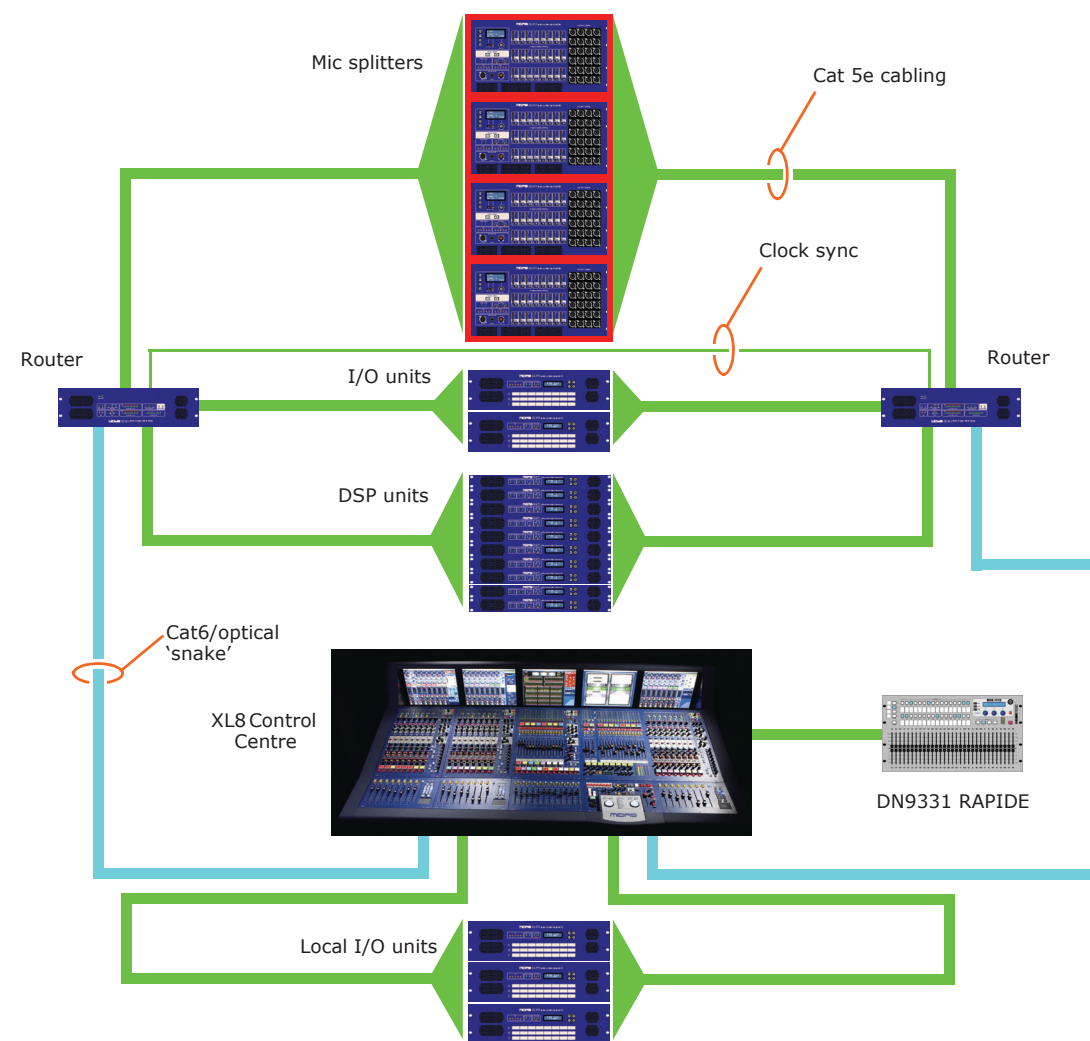 Mic splitters
Cat 5e cabling
Clock sync
Router
Router
I/O units
DSP units
Cat6/optical
‘snake’
XL8 Control
Centre
MIDAS
DN9331 RAPIDE
Local I/O units